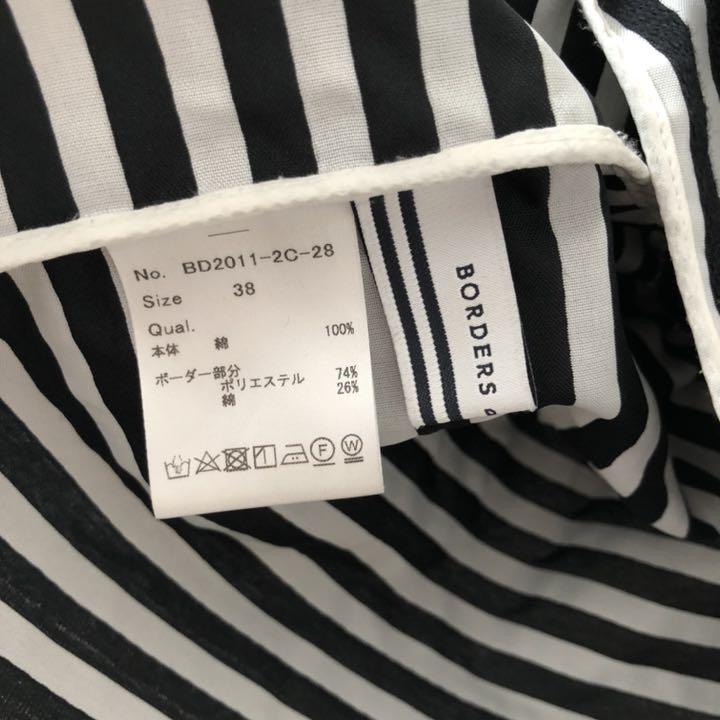 No. BD2011-2C-28
Size 38
Qual.
本体 綿 100%
ボーダー部分
ポリエステル 74%
綿 26%
F W
BORDERS